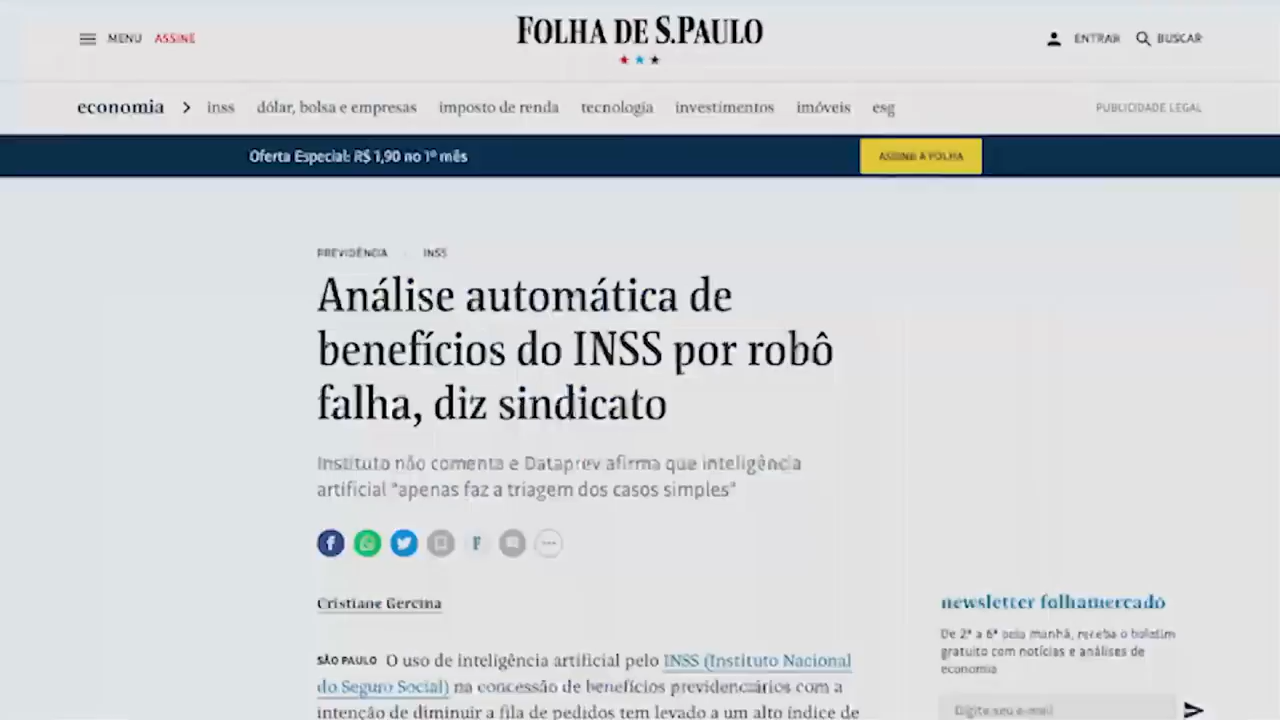 MENU ASSINE
FOLHA DE S.PAULO
ENTRAR BUSCAR
economia > inss dólar, bolsa e empresas imposto de renda tecnologia investimentos imóveis esg
PUBLICIDADE LEGAL
Oferta Especial: R$ 1,90 no 1º mês
ASSINE A FOLHA
PREVIDÊNCIA INSS
Análise automática de
benefícios do INSS por robô
falha, diz sindicato
Instituto não comenta e Dataprev afirma que inteligência
artificial "apenas faz a triagem dos casos simples"
F
Cristiane Gercina
SÃO PAULO O uso de inteligência artificial pelo INSS (Instituto Nacional
do Seguro Social) na concessão de benefícios previdenciários com a
intenção de diminuir a fila de pedidos tem levado a um alto índice de
newsletter folhamercado
De 2ª a 6ª pela manhã, receba o boletim
gratuito com notícias e análises de
economia
Digite seu e-mail